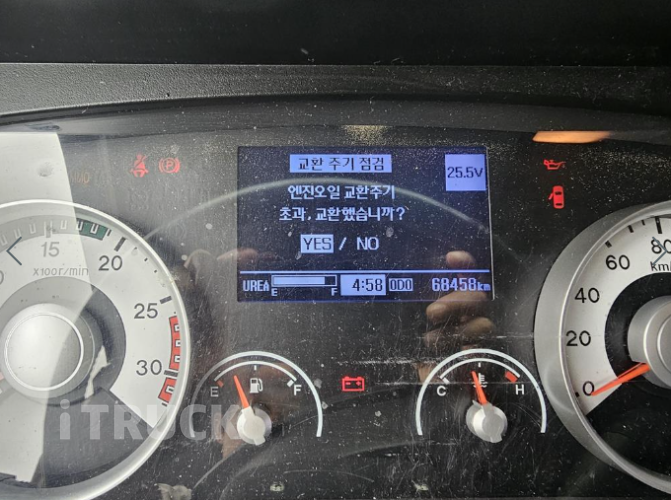 교환 주기 점검
25.5V
엔진오일 교환주기
초과, 교환했습니까?
YES / NO
UREA E F 4:58 ODO 68458km
15
20
25
30
x100r/min
E F
C H
0
20
40
60
80
km
iTRUCK